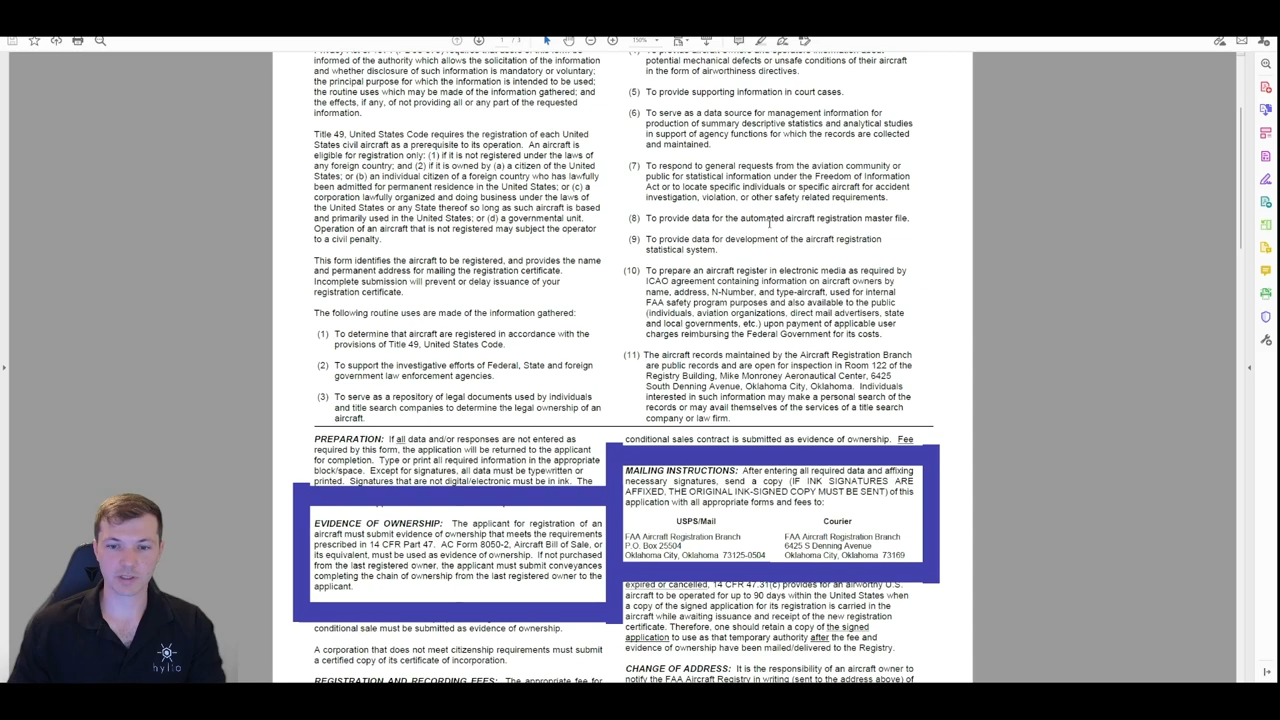 1 / 3
150%
informed of the authority which allows the solicitation of the information
and whether disclosure of such information is mandatory or voluntary;
the principal purpose for which the information is intended to be used;
the routine uses which may be made of the information gathered; and
the effects, if any, of not providing all or any part of the requested
information.
Title 49, United States Code requires the registration of each United
States civil aircraft as a prerequisite to its operation. An aircraft is
eligible for registration only: (1) if it is not registered under the laws of
any foreign country; and (2) if it is owned by (a) a citizen of the United
States; or (b) an individual citizen of a foreign country who has lawfully
been admitted for permanent residence in the United States; or (c) a
corporation lawfully organized and doing business under the laws of
the United States or any State thereof so long as such aircraft is based
and primarily used in the United States; or (d) a governmental unit.
Operation of an aircraft that is not registered may subject the operator
to a civil penalty.
This form identifies the aircraft to be registered, and provides the name
and permanent address for mailing the registration certificate.
Incomplete submission will prevent or delay issuance of your
registration certificate.
The following routine uses are made of the information gathered:
(1) To determine that aircraft are registered in accordance with the
provisions of Title 49, United States Code.
(2) To support the investigative efforts of Federal, State and foreign
government law enforcement agencies.
(3) To serve as a repository of legal documents used by individuals
and title search companies to determine the legal ownership of an
aircraft.
potential mechanical defects or unsafe conditions of their aircraft
in the form of airworthiness directives.
(5) To provide supporting information in court cases.
(6) To serve as a data source for management information for
production of summary descriptive statistics and analytical studies
in support of agency functions for which the records are collected
and maintained.
(7) To respond to general requests from the aviation community or
public for statistical information under the Freedom of Information
Act or to locate specific individuals or specific aircraft for accident
investigation, violation, or other safety related requirements.
(8) To provide data for the automated aircraft registration master file.
(9) To provide data for development of the aircraft registration
statistical system.
(10) To prepare an aircraft register in electronic media as required by
ICAO agreement containing information on aircraft owners by
name, address, N-Number, and type-aircraft, used for internal
FAA safety program purposes and also available to the public
(individuals, aviation organizations, direct mail advertisers, state
and local governments, etc.) upon payment of applicable user
charges reimbursing the Federal Government for its costs.
(11) The aircraft records maintained by the Aircraft Registration Branch
are public records and are open for inspection in Room 122 of the
Registry Building, Mike Monroney Aeronautical Center, 6425
South Denning Avenue, Oklahoma City, Oklahoma. Individuals
interested in such information may make a personal search of the
records or may avail themselves of the services of a title search
company or law firm.
PREPARATION: If all data and/or responses are not entered as
required by this form, the application will be returned to the applicant
for completion. Type or print all required information in the appropriate
block/space. Except for signatures, all data must be typewritten or
printed. Signatures that are not digital/electronic must be in ink. The
EVIDENCE OF OWNERSHIP: The applicant for registration of an
aircraft must submit evidence of ownership that meets the requirements
prescribed in 14 CFR Part 47. AC Form 8050-2, Aircraft Bill of Sale, or
its equivalent, must be used as evidence of ownership. If not purchased
from the last registered owner, the applicant must submit conveyances
completing the chain of ownership from the last registered owner to the
applicant.
conditional sale must be submitted as evidence of ownership.
A corporation that does not meet citizenship requirements must submit
a certified copy of its certificate of incorporation.
REGISTRATION AND RECORDING FEES: The appropriate fee for
conditional sales contract is submitted as evidence of ownership. Fee
MAILING INSTRUCTIONS: After entering all required data and affixing
necessary signatures, send a copy (IF INK SIGNATURES ARE
AFFIXED, THE ORIGINAL INK-SIGNED COPY MUST BE SENT) of this
application with all appropriate forms and fees to:
USPS/Mail Courier
FAA Aircraft Registration Branch FAA Aircraft Registration Branch
P.O. Box 25504 6425 S Denning Avenue
Oklahoma City, Oklahoma 73125-0504 Oklahoma City, Oklahoma 73169
expired or cancelled, 14 CFR 47.31(c) provides for an airworthy U.S.
aircraft to be operated for up to 90 days within the United States when
a copy of the signed application for its registration is carried in the
aircraft while awaiting issuance and receipt of the new registration
certificate. Therefore, one should retain a copy of the signed
application to use as that temporary authority after the fee and
evidence of ownership have been mailed/delivered to the Registry.
CHANGE OF ADDRESS: It is the responsibility of an aircraft owner to
notify the FAA Aircraft Registry in writing (sent to the address above) of
hylio